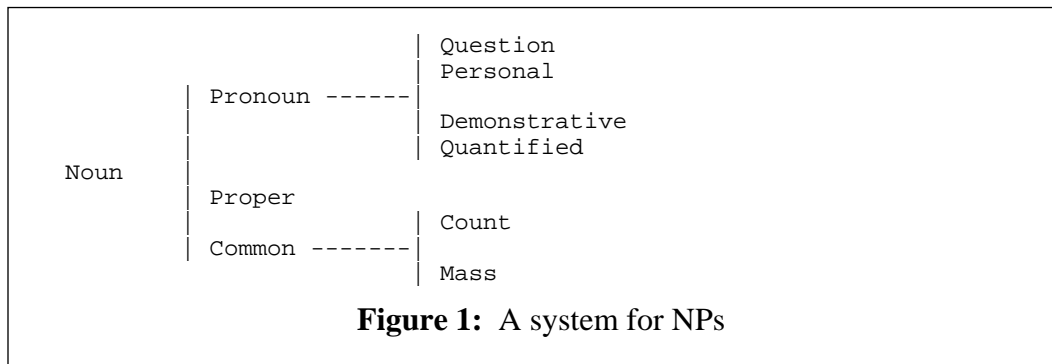 Question
Personal
Pronoun ------
Demonstrative
Quantified
Noun
Proper
Count
Common -------
Mass
Figure 1: A system for NPs